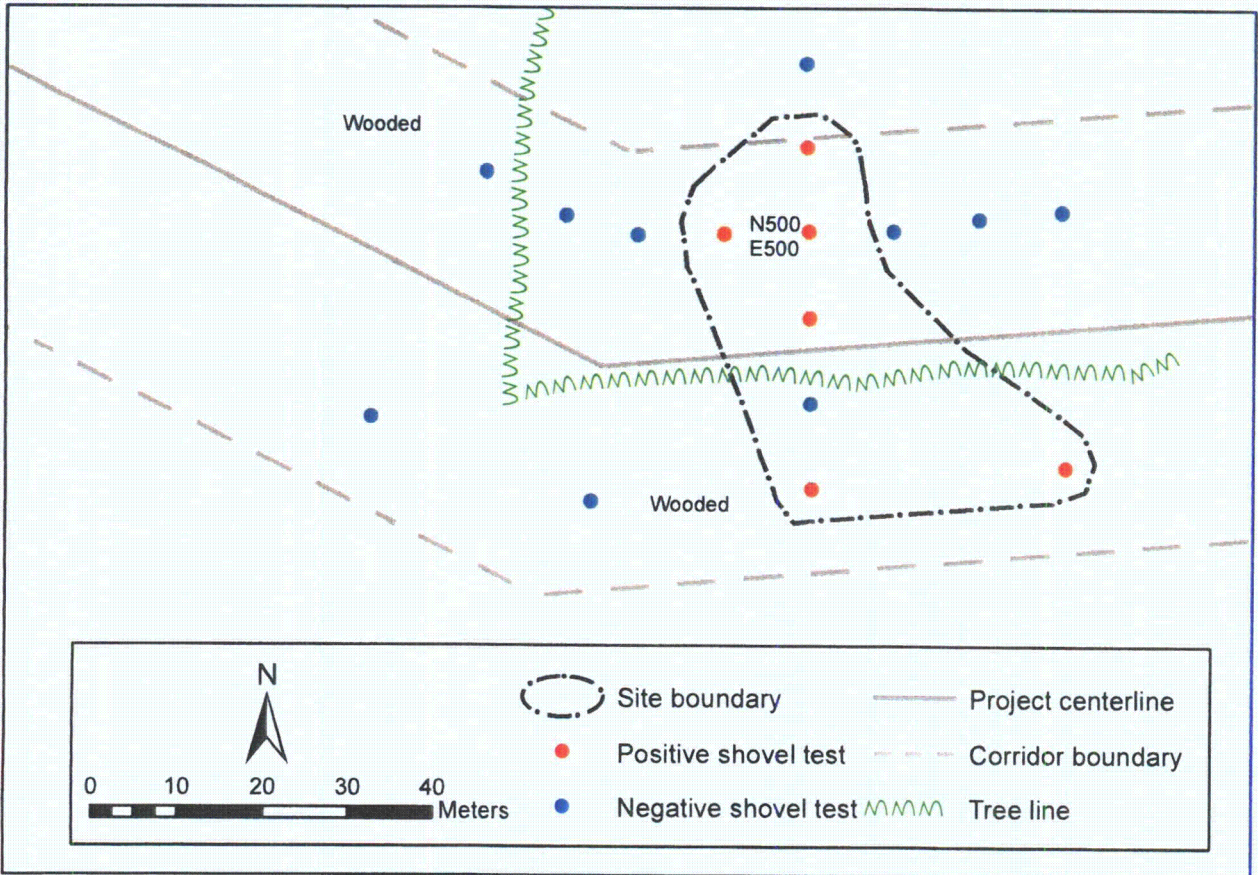 Wooded
N500
E500
Wooded
N
0 10 20 30 40
Meters
Site boundary
Positive shovel test
Negative shovel test
Project centerline
Corridor boundary
Tree line